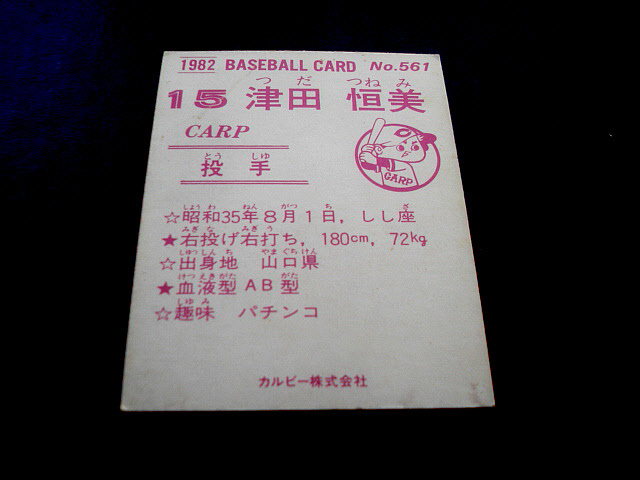 1982 BASEBALL CARD No.561
つ だ つねみ
15 津田 恒美
CARP
とう しゅ
投手
CARP
しょう わ ねん がつ ち ざ
☆昭和35年8月1日, しし座
みぎ な みぎ う
★右投げ右打ち, 180cm, 72kg
しゅっしん ち やまぐちけん
☆出身地 山口県
けつえきがた がた
★血液型 AB型
しゅ み
☆趣味 パチンコ
カルビー株式会社